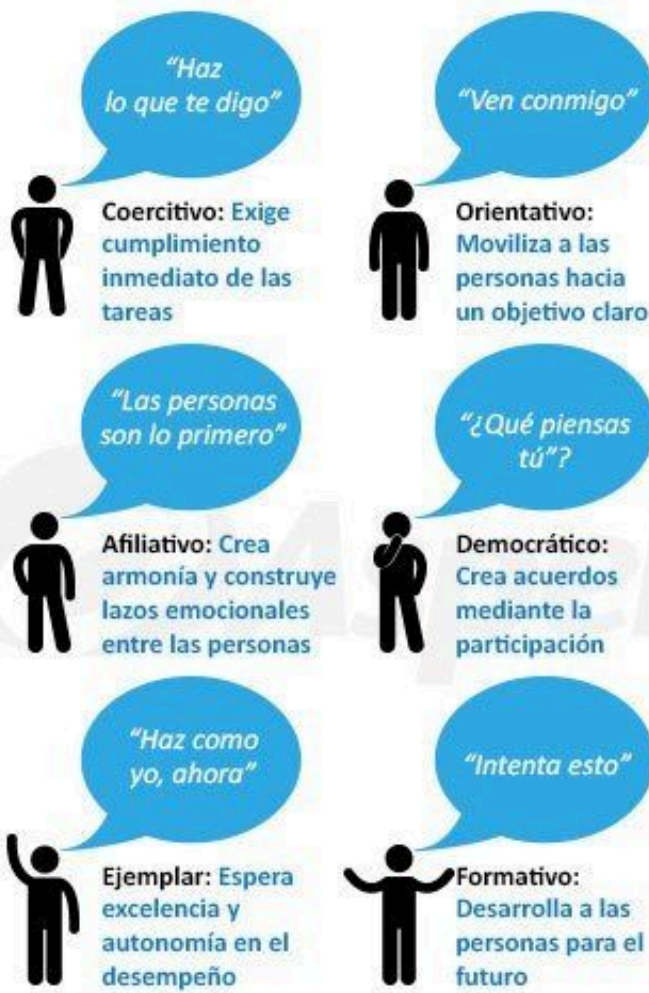 “Haz
lo que te digo”
Coercitivo: Exige
cumplimiento
inmediato de las
tareas
“Ven conmigo”
Orientativo:
Moviliza a las
personas hacia
un objetivo claro
“Las personas
son lo primero”
Afiliativo: Crea
armonía y construye
lazos emocionales
entre las personas
“¿Qué piensas
tú”?
Democrático:
Crea acuerdos
mediante la
participación
“Haz como
yo, ahora”
Ejemplar: Espera
excelencia y
autonomía en el
desempeño
“Intenta esto”
Formativo:
Desarrolla a las
personas para el
futuro